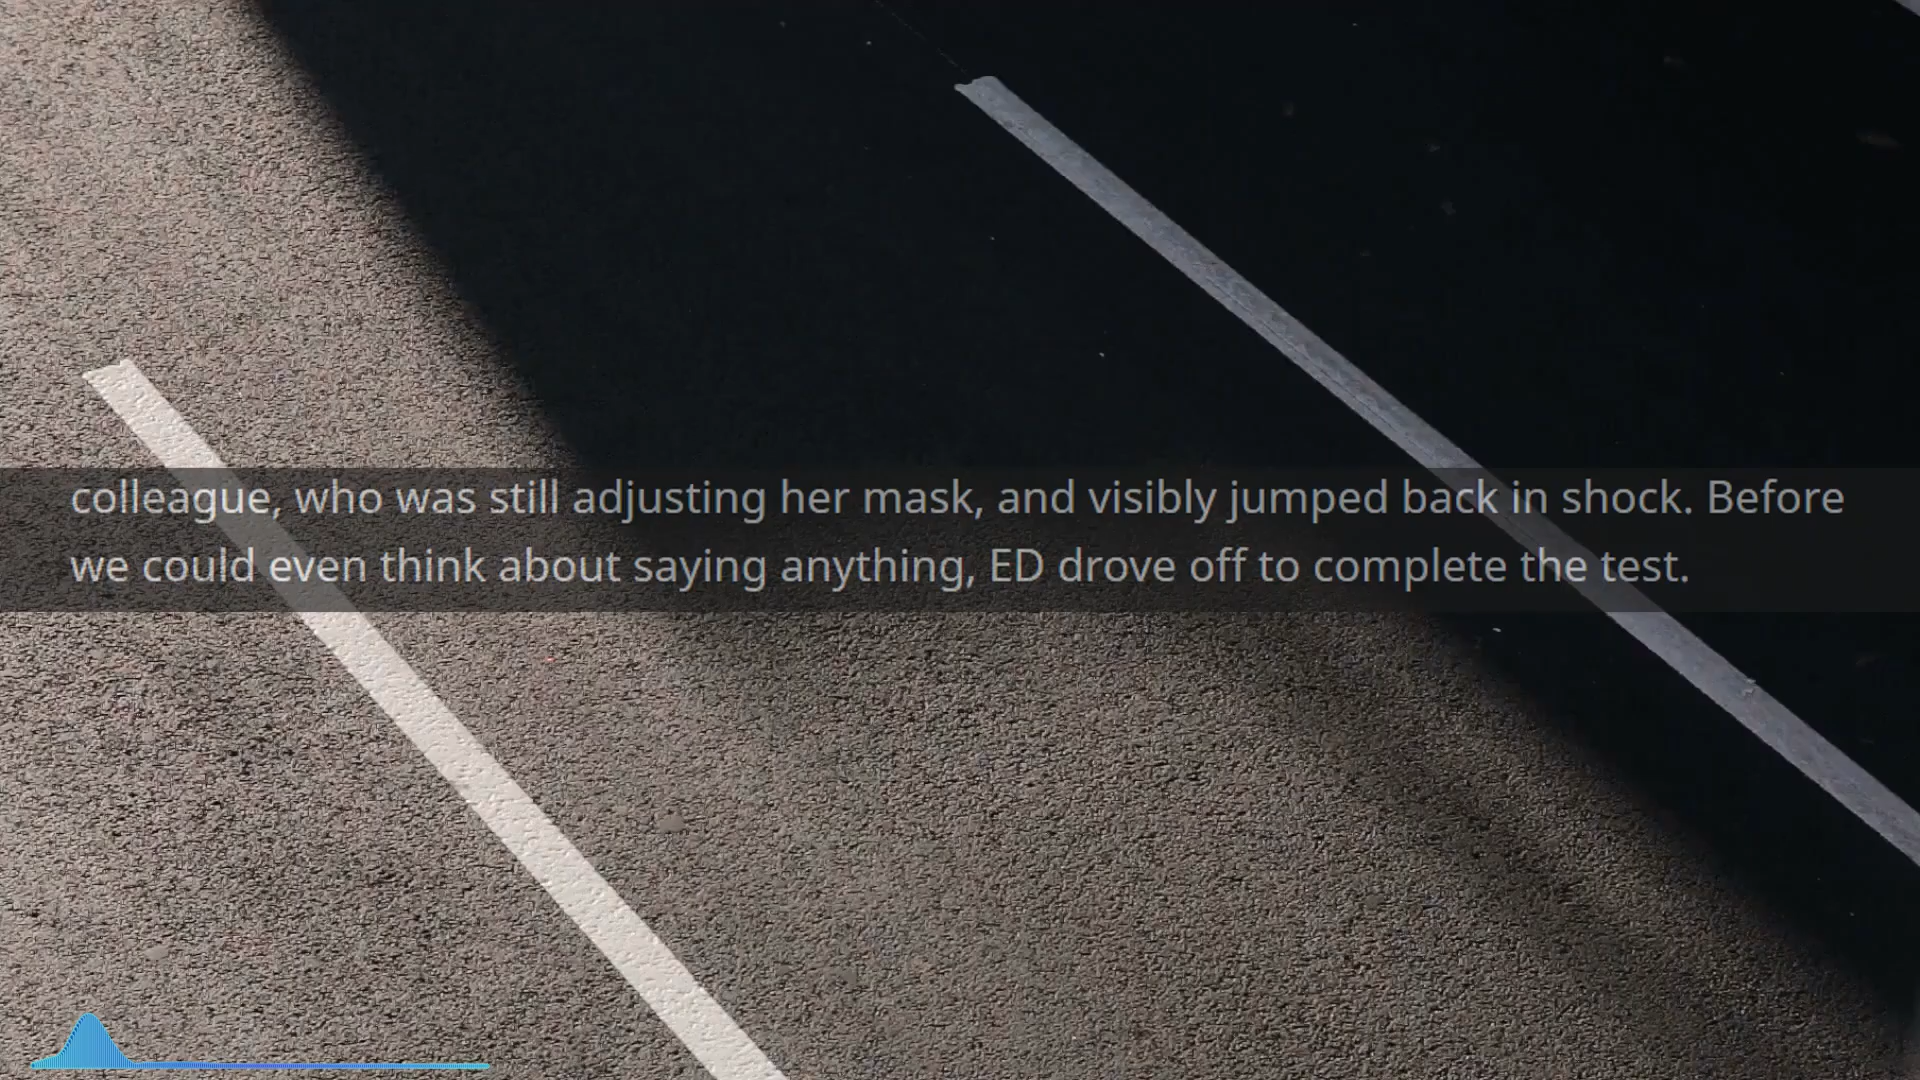 colleague, who was still adjusting her mask, and visibly jumped back in shock. Before
we could even think about saying anything, ED drove off to complete the test.